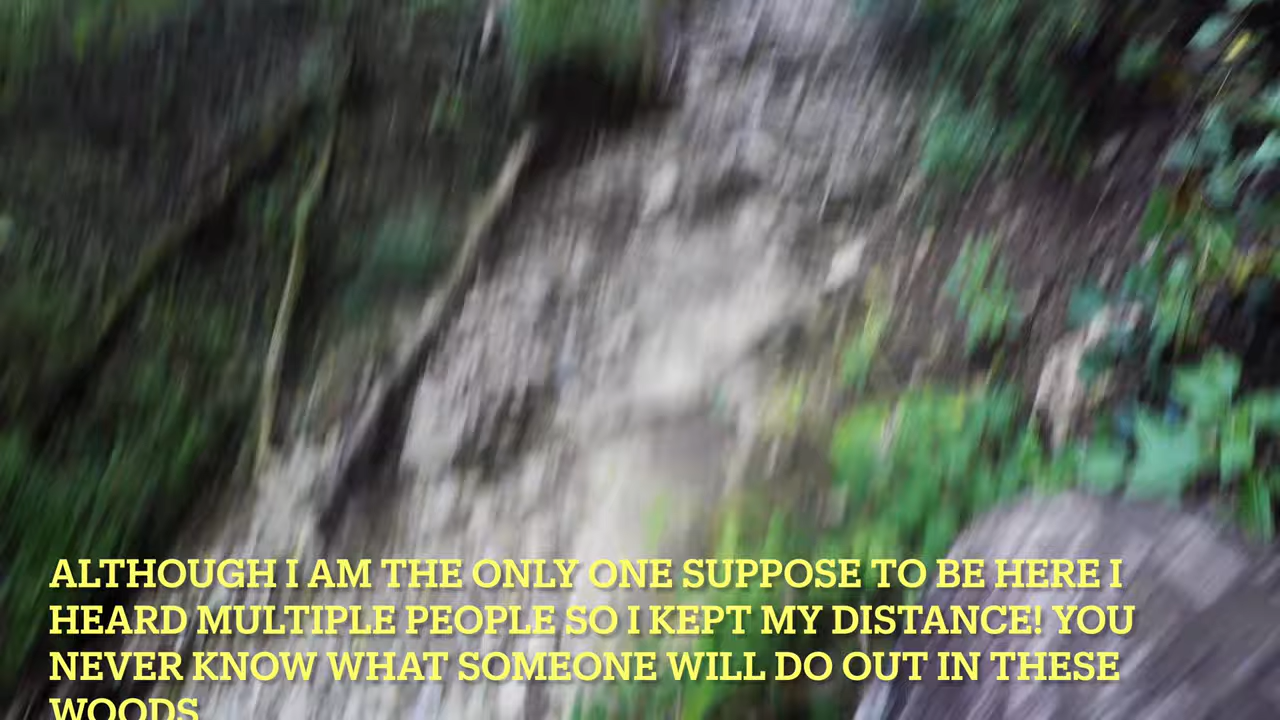 ALTHOUGH I AM THE ONLY ONE SUPPOSE TO BE HERE I
HEARD MULTIPLE PEOPLE SO I KEPT MY DISTANCE! YOU
NEVER KNOW WHAT SOMEONE WILL DO OUT IN THESE
WOODS